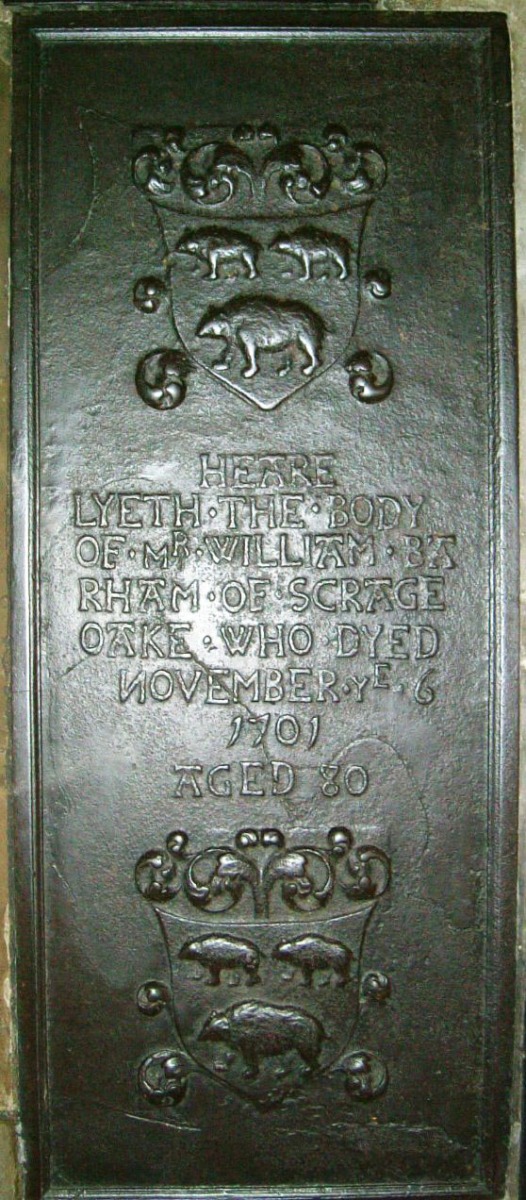 HEARE
LYETH·THE·BODY
OF·MR·WILLIAM·BA
RHAM·OF·SCRAGE
OAKE·WHO·DYED
NOVEMBER·YE·6
1701
AGED 80